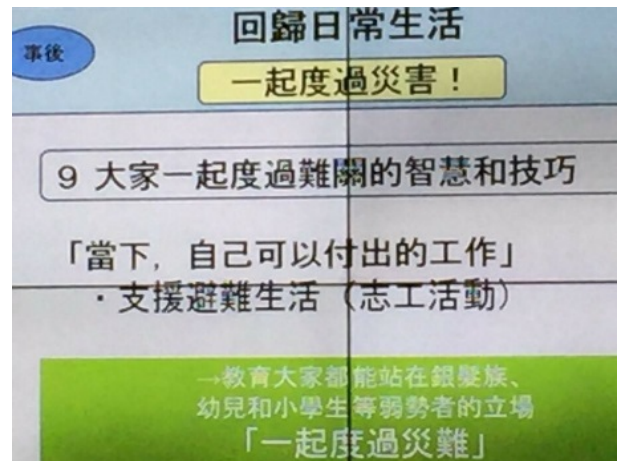 回歸日常生活
事後
一起度過災害！
9 大家一起度過難關的智慧和技巧
「當下，自己可以付出的工作」
・支援避難生活（志工活動）
→教育大家都能站在銀髮族、
幼兒和小學生等弱勢者的立場
「一起度過災難」